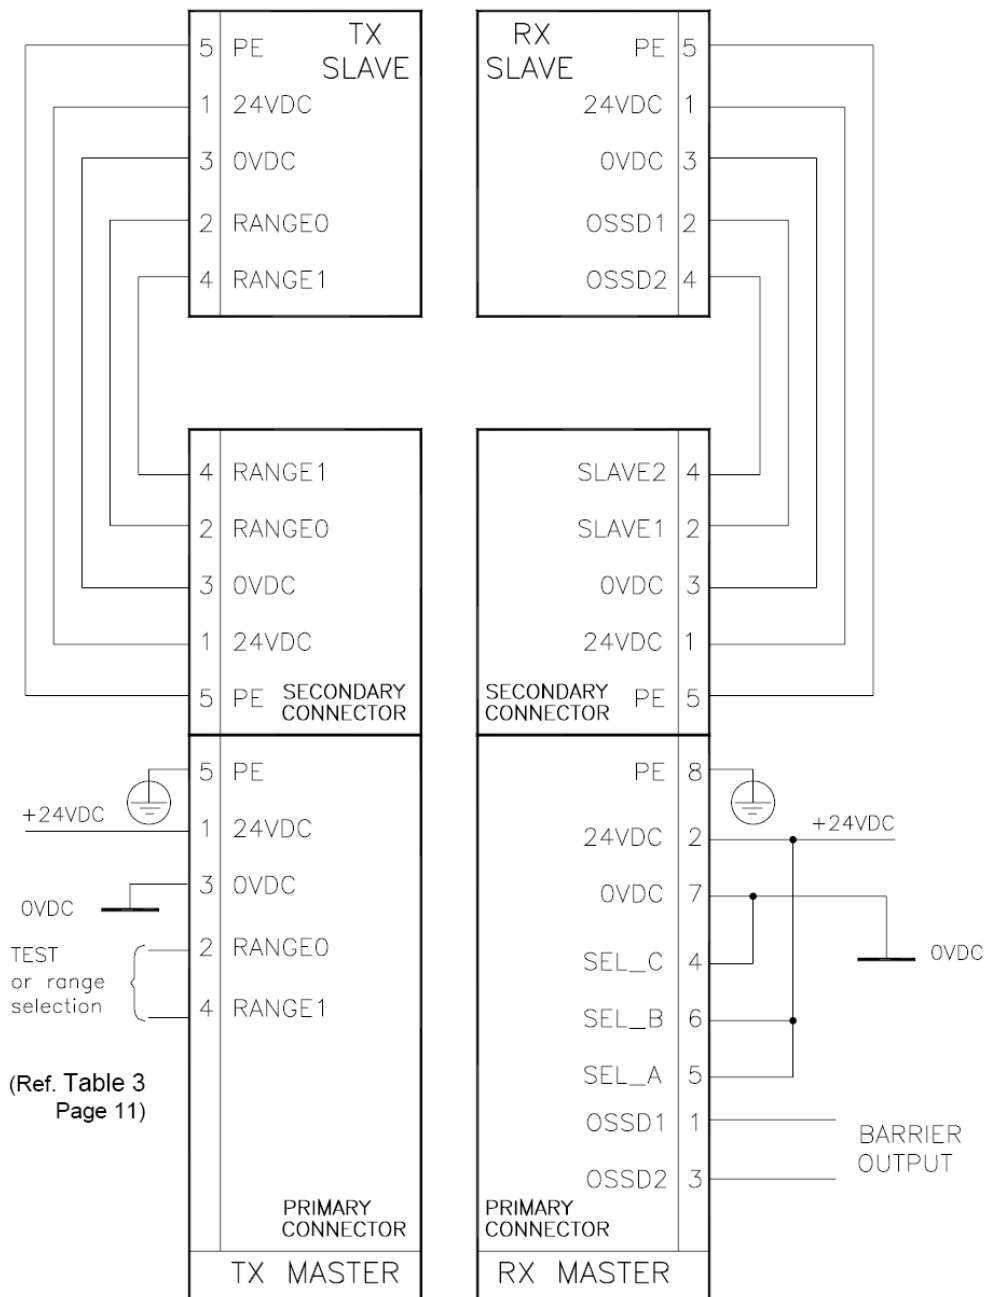 TX
SLAVE
5 PE
1 24VDC
3 0VDC
2 RANGE0
4 RANGE1
RX
SLAVE
PE 5
24VDC 1
0VDC 3
OSSD1 2
OSSD2 4
4 RANGE1
2 RANGE0
3 0VDC
1 24VDC
5 PE
SECONDARY
CONNECTOR
SLAVE2 4
SLAVE1 2
0VDC 3
24VDC 1
PE 5
SECONDARY
CONNECTOR
5 PE
+24VDC
1 24VDC
3 0VDC
0VDC
2 RANGE0
4 RANGE1
TEST
or range
selection
(Ref. Table 3
Page 11)
PRIMARY
CONNECTOR
TX MASTER
PE 8
24VDC 2
+24VDC
0VDC 7
0VDC
SEL_C 4
SEL_B 6
SEL_A 5
OSSD1 1
OSSD2 3
BARRIER
OUTPUT
PRIMARY
CONNECTOR
RX MASTER